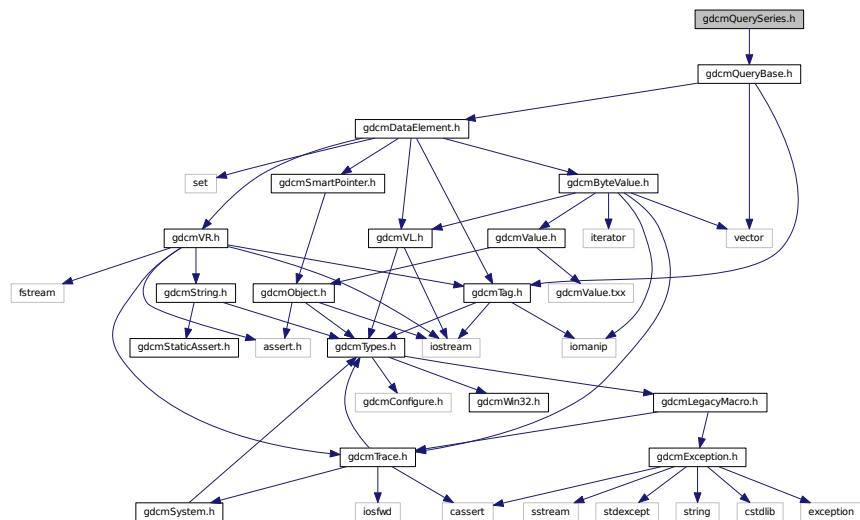 gdcmQuerySeries.h
gdcmQueryBase.h
gdcmDataElement.h
set
gdcmSmartPointer.h
gdcmByteValue.h
gdcmVR.h
gdcmVL.h
gdcmValue.h
iterator
vector
fstream
gdcmString.h
gdcmObject.h
gdcmTag.h
gdcmValue.txx
gdcmStaticAssert.h
assert.h
gdcmTypes.h
iostream
iomanip
gdcmConfigure.h
gdcmWin32.h
gdcmLegacyMacro.h
gdcmTrace.h
gdcmException.h
gdcmSystem.h
iosfwd
cassert
sstream
stdexcept
string
cstdlib
exception